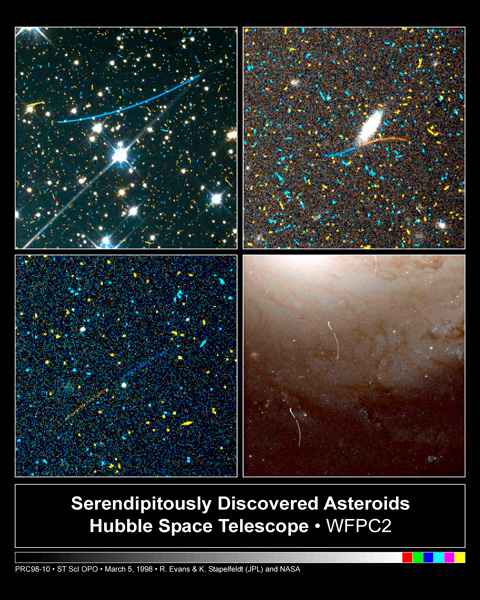 Serendipitously Discovered Asteroids
Hubble Space Telescope • WFPC2
PRC98-10 • ST ScI OPO • March 5, 1998 • R. Evans & K. Stapelfeldt (JPL) and NASA